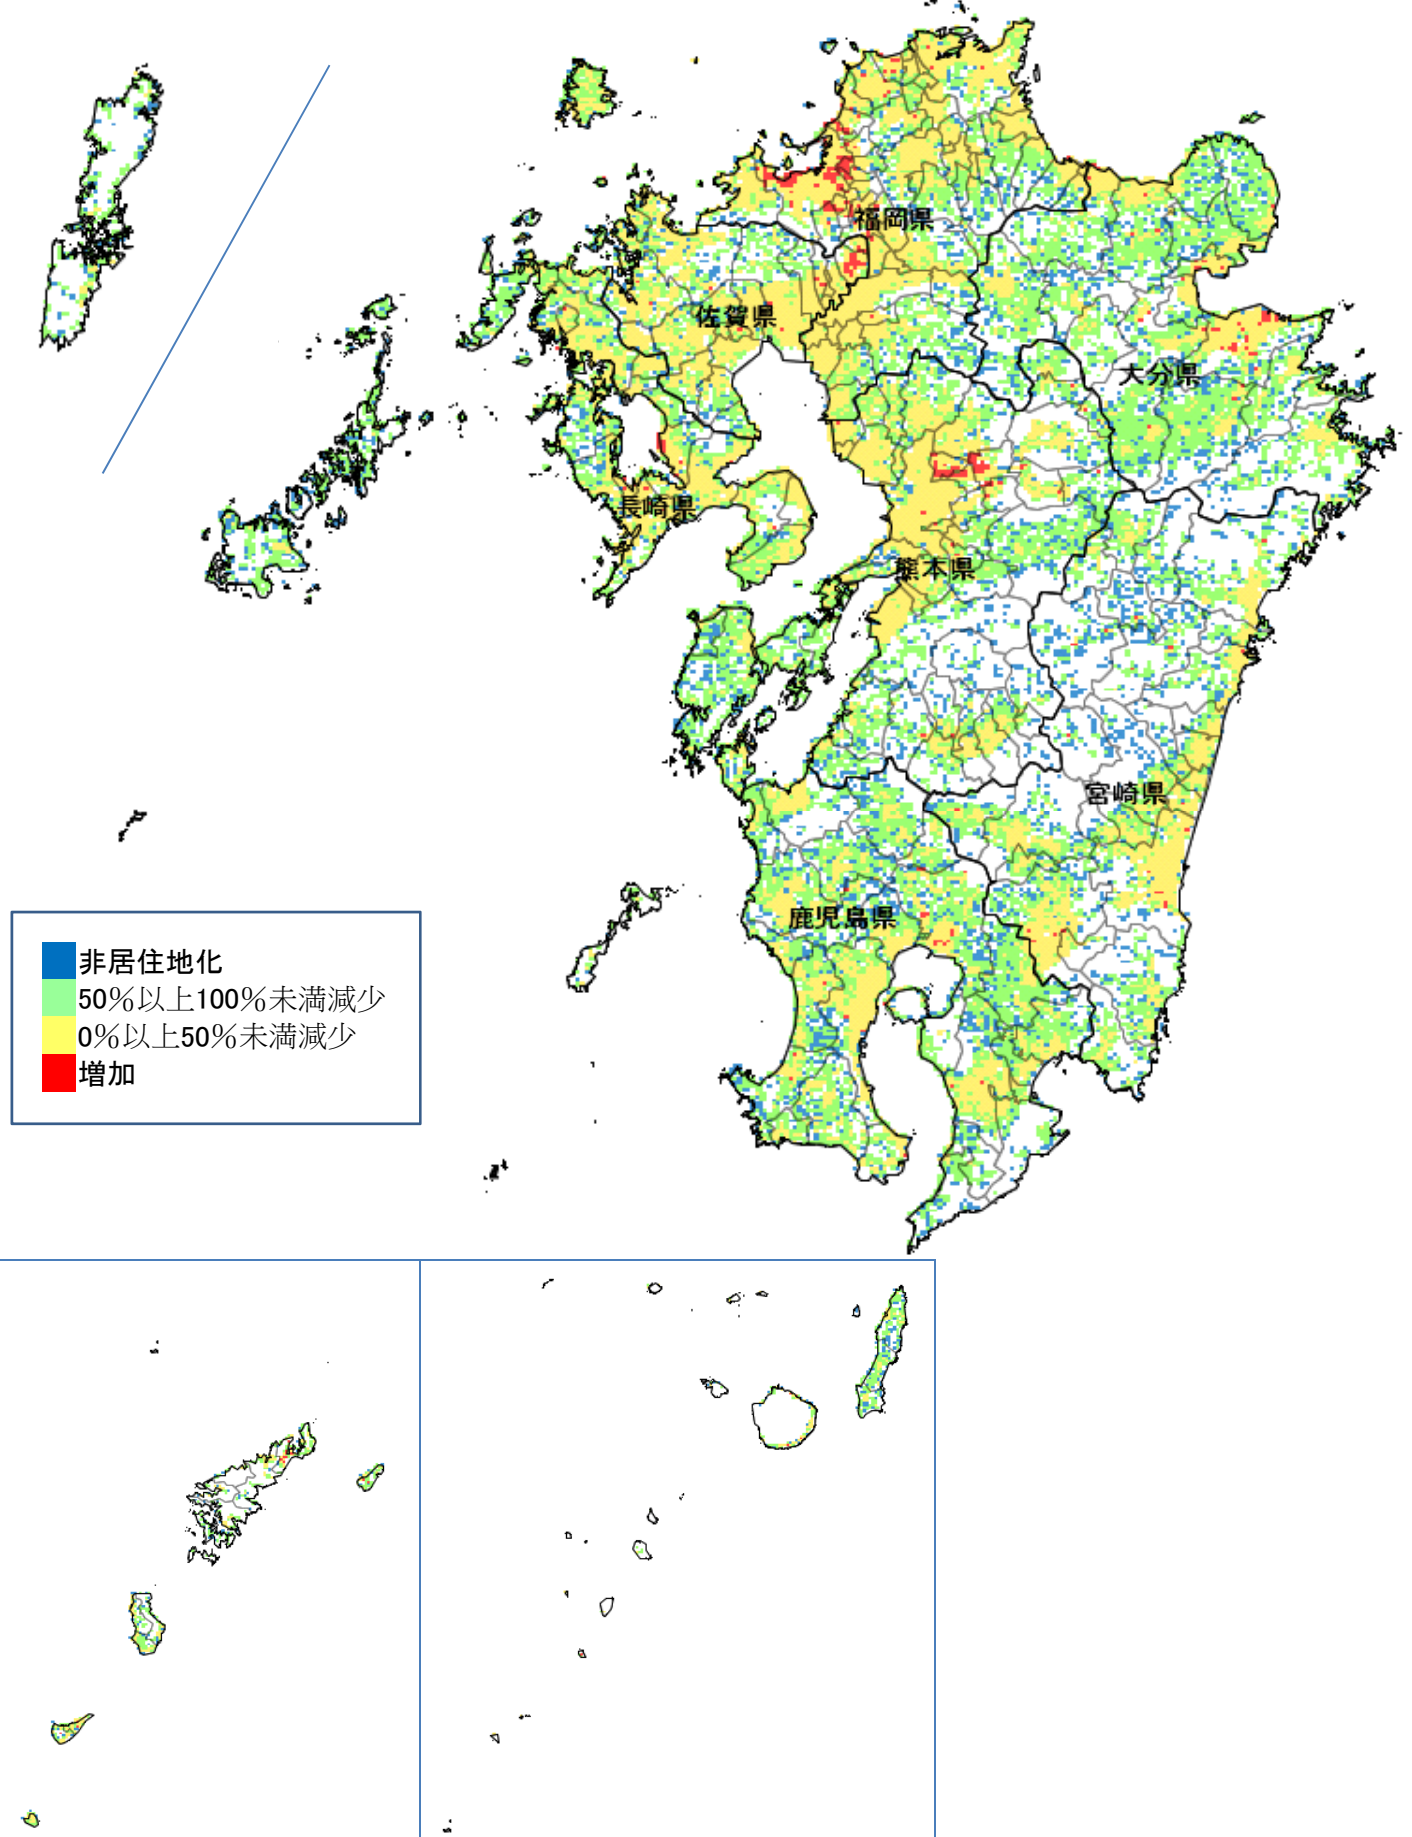 福岡県
佐賀県
大分県
長崎県
熊本県
宮崎県
鹿児島県
非居住地化
50%以上100%未満減少
0%以上50%未満減少
増加